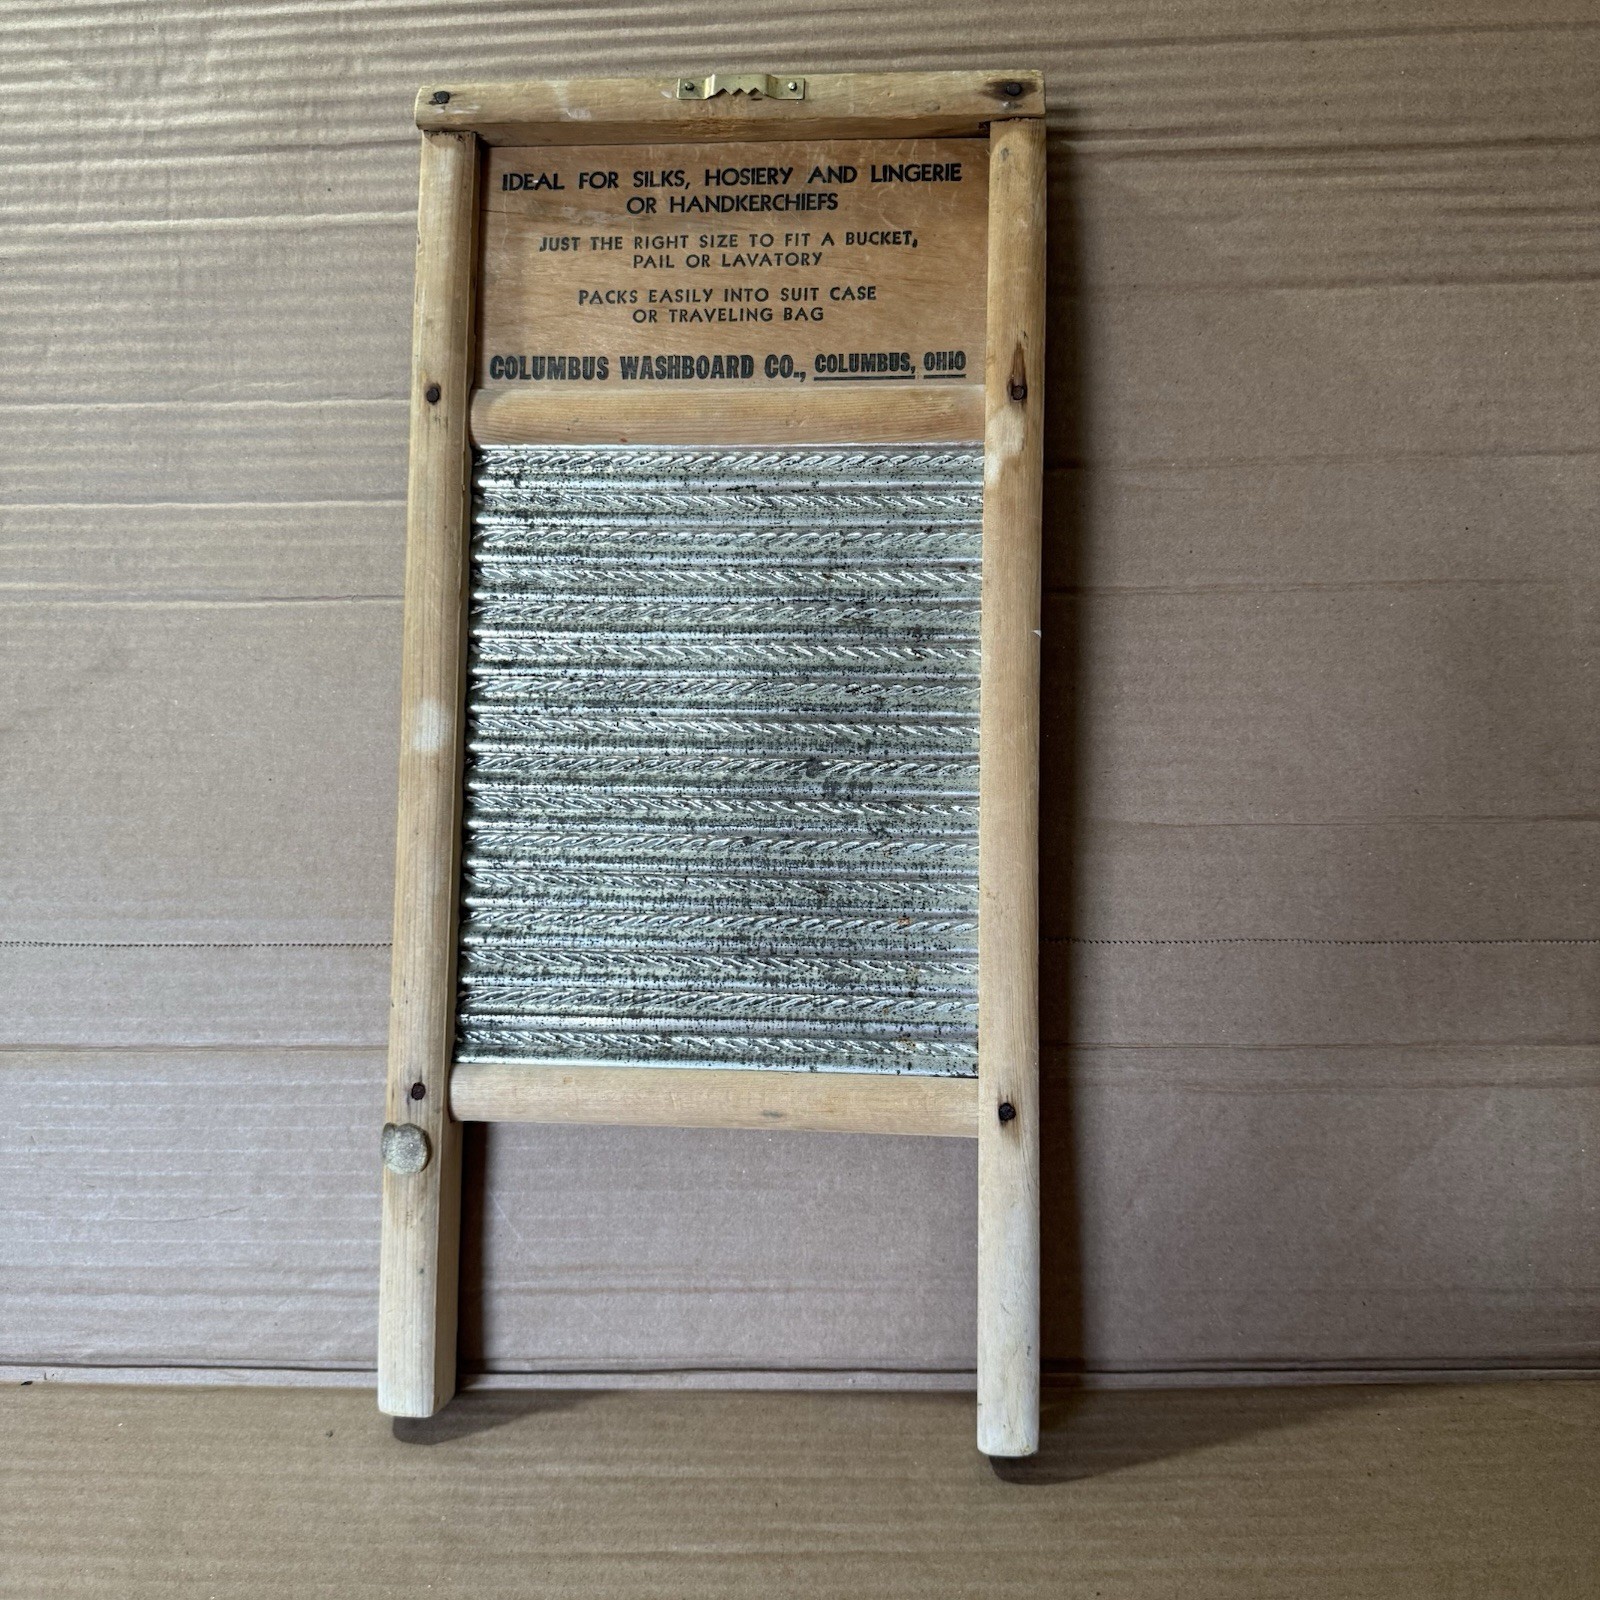 IDEAL FOR SILKS, HOSIERY AND LINGERIE
OR HANDKERCHIEFS
JUST THE RIGHT SIZE TO FIT A BUCKET,
PAIL OR LAVATORY
PACKS EASILY INTO SUIT CASE
OR TRAVELING BAG
COLUMBUS WASHBOARD CO., COLUMBUS, OHIO